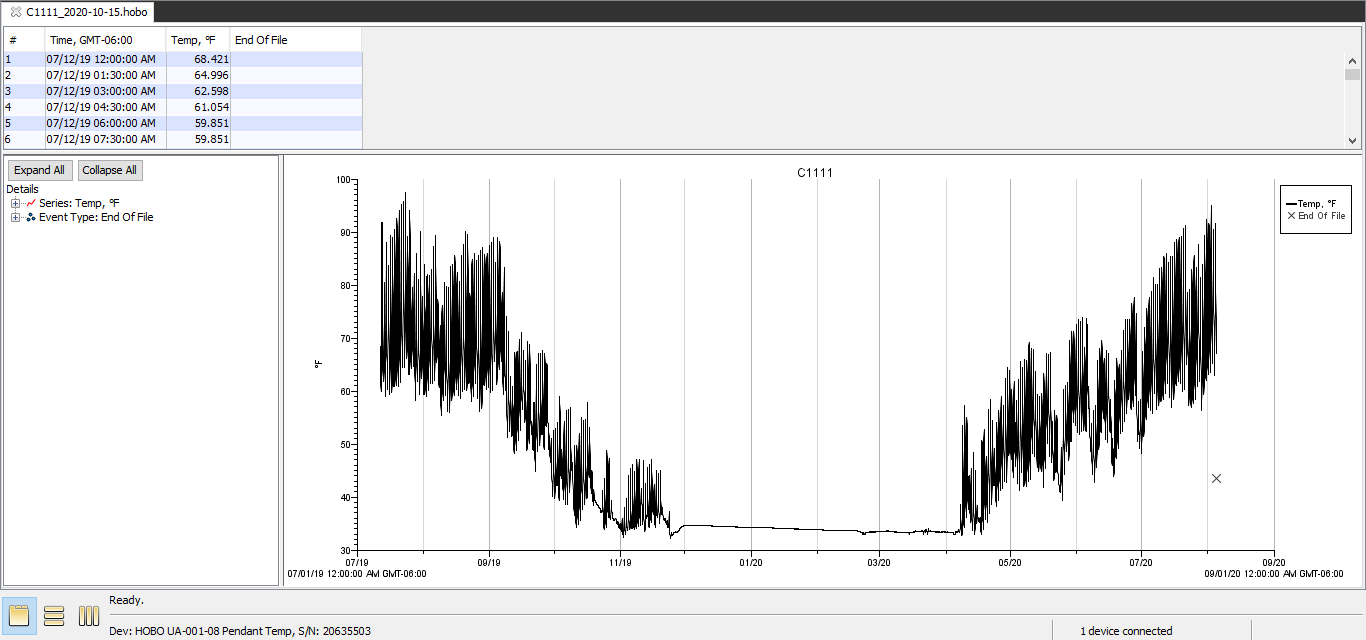 C1111_2020-10-15.hobo
# Time, GMT-06:00 Temp, °F End Of File
1 07/12/19 12:00:00 AM 68.421
2 07/12/19 01:30:00 AM 64.996
3 07/12/19 03:00:00 AM 62.598
4 07/12/19 04:30:00 AM 61.054
5 07/12/19 06:00:00 AM 59.851
6 07/12/19 07:30:00 AM 59.851
Expand All Collapse All
Details
Series: Temp, °F
Event Type: End Of File
C1111
100
90
80
70
60
50
40
30
°F
Temp, °F
End Of File
07/19 09/19 11/19 01/20 03/20 05/20 07/20 09/20
07/01/19 12:00:00 AM GMT-06:00 09/01/20 12:00:00 AM GMT-06:00
Ready.
Dev: HOBO UA-001-08 Pendant Temp, S/N: 20635503 1 device connected